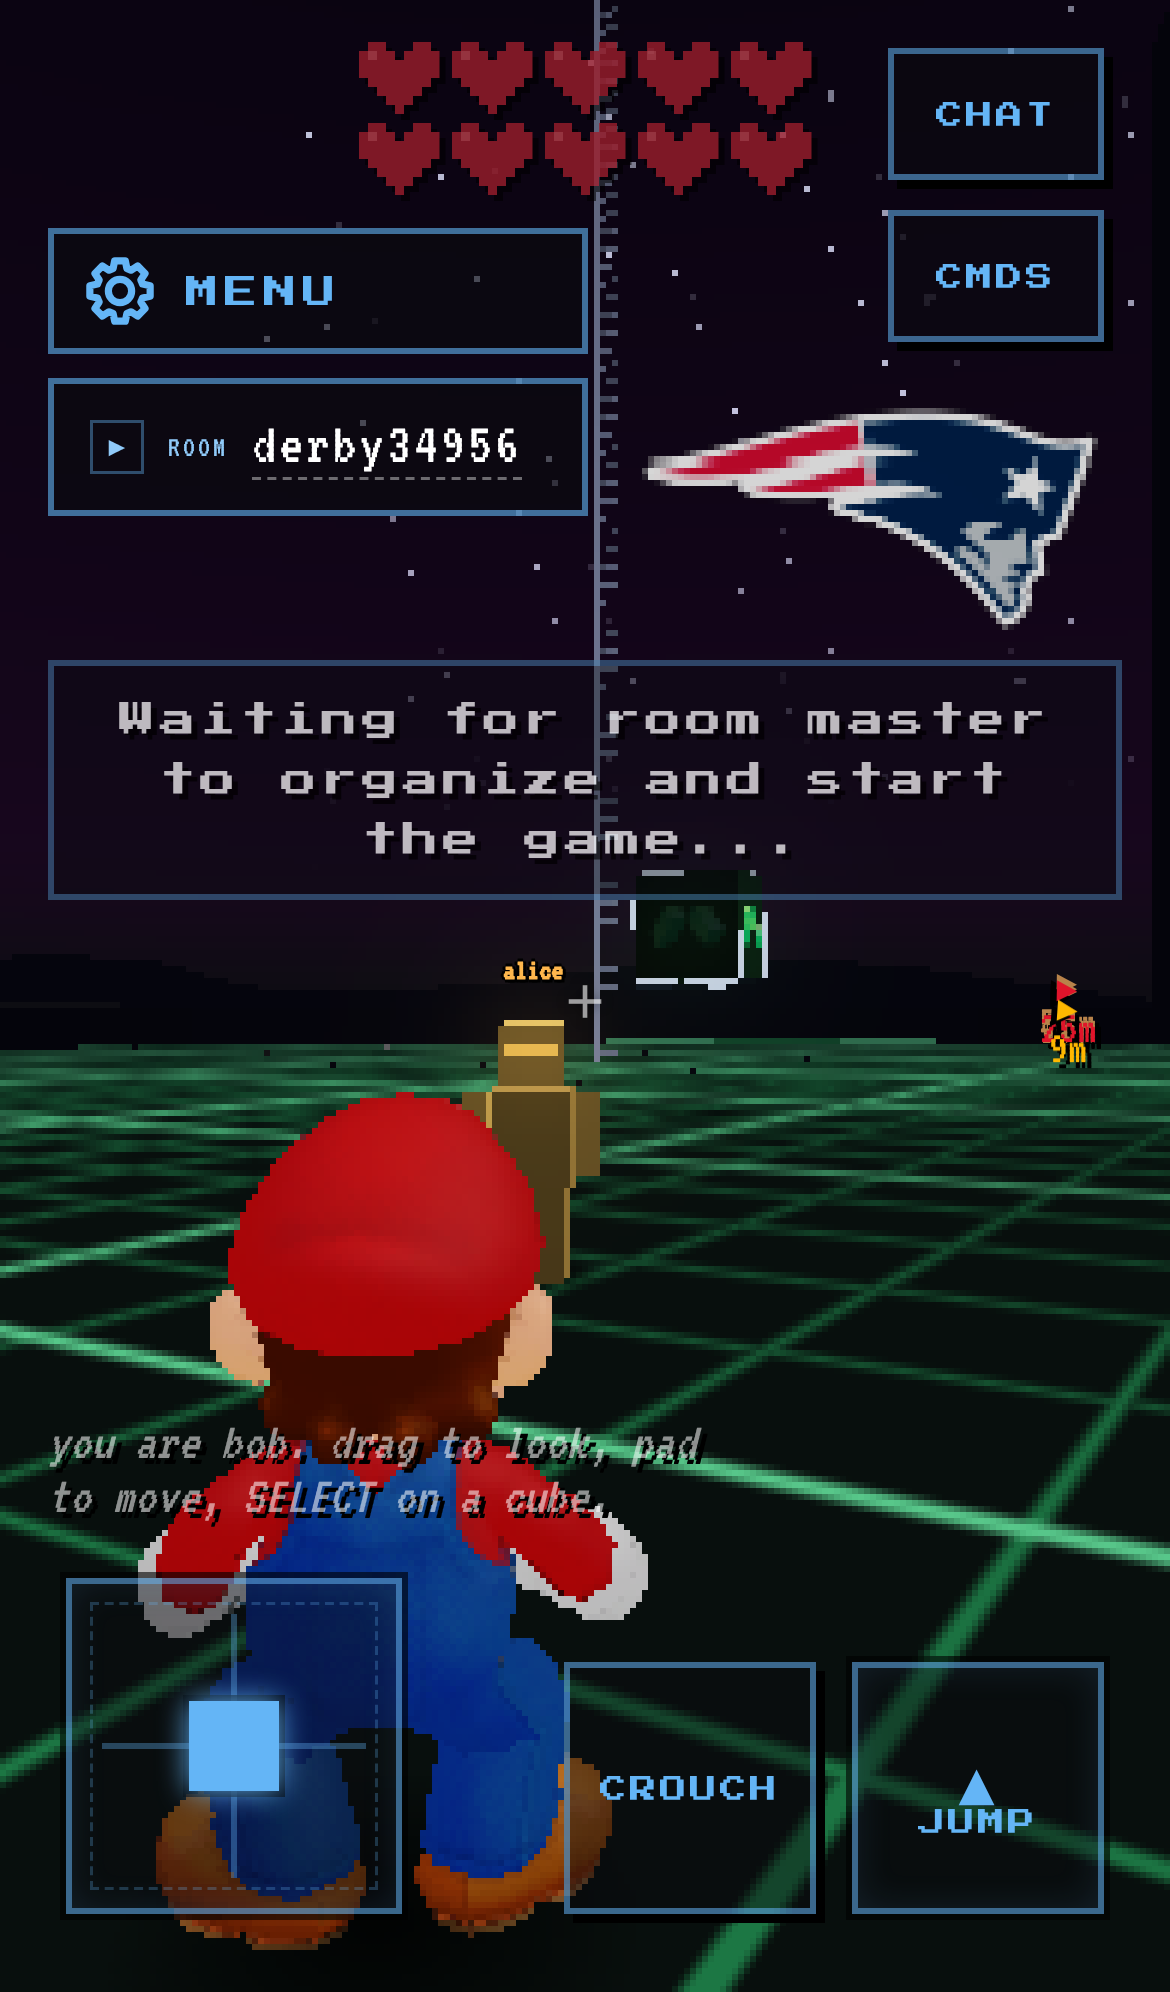 CHAT
CMDS
MENU
ROOM derby34956
Waiting for room master
to organize and start
the game...
alice
9m
you are bob. drag to look, pad
to move, SELECT on a cube.
CROUCH
JUMP